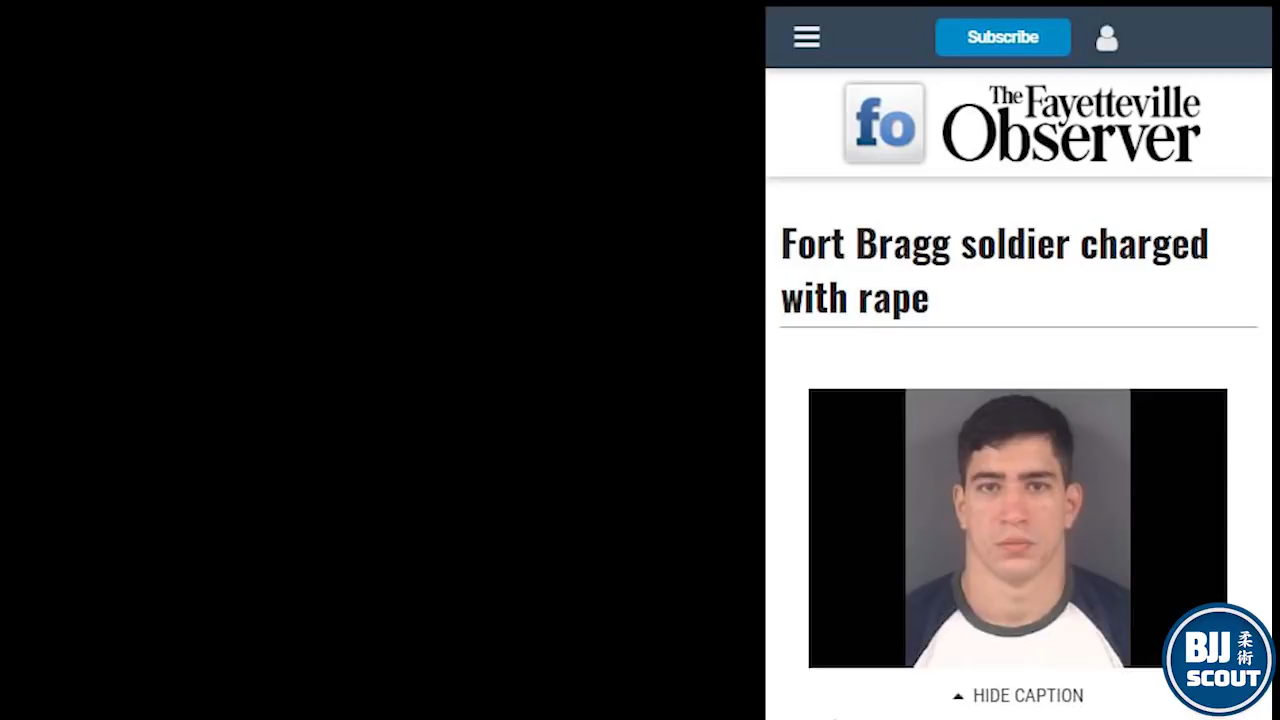 Subscribe
fo
The Fayetteville
Observer
Fort Bragg soldier charged
with rape
HIDE CAPTION
BJJ 柔術
SCOUT